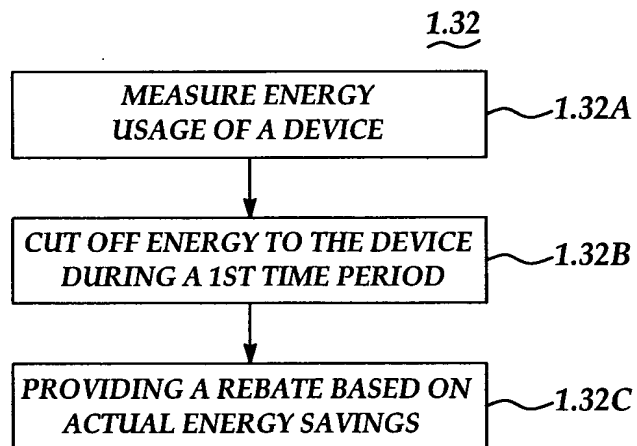 1.32
MEASURE ENERGY
USAGE OF A DEVICE
1.32A
CUT OFF ENERGY TO THE DEVICE
DURING A 1ST TIME PERIOD
1.32B
PROVIDING A REBATE BASED ON
ACTUAL ENERGY SAVINGS
1.32C